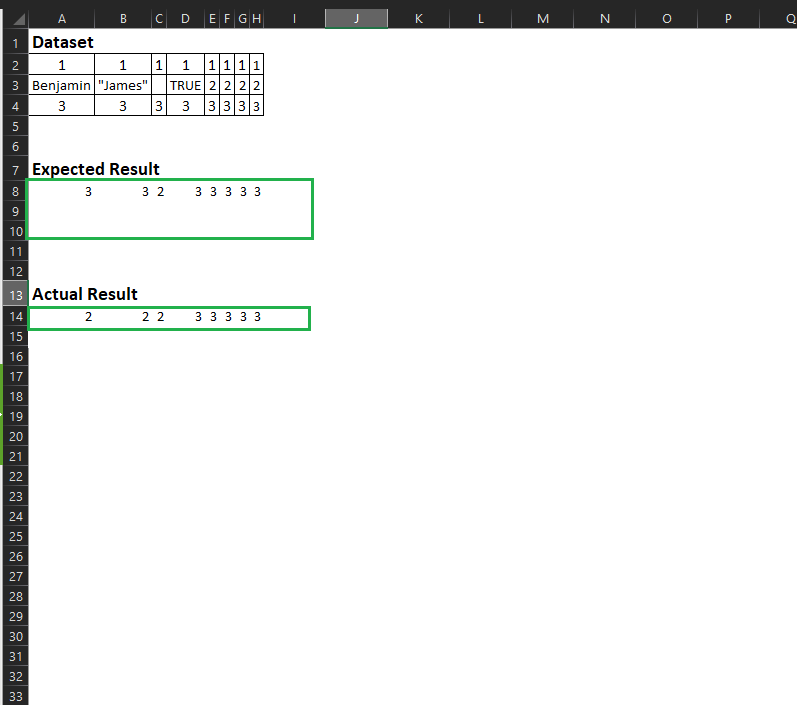 A B C D E F G H I J K L M N O P Q
1 Dataset
2 1 1 1 1 1 1 1 1
3 Benjamin "James" TRUE 2 2 2 2
4 3 3 3 3 3 3 3 3
5
6
7 Expected Result
8 3 3 2 3 3 3 3 3
9
10
11
12
13 Actual Result
14 2 2 2 3 3 3 3 3
15
16
17
18
19
20
21
22
23
24
25
26
27
28
29
30
31
32
33